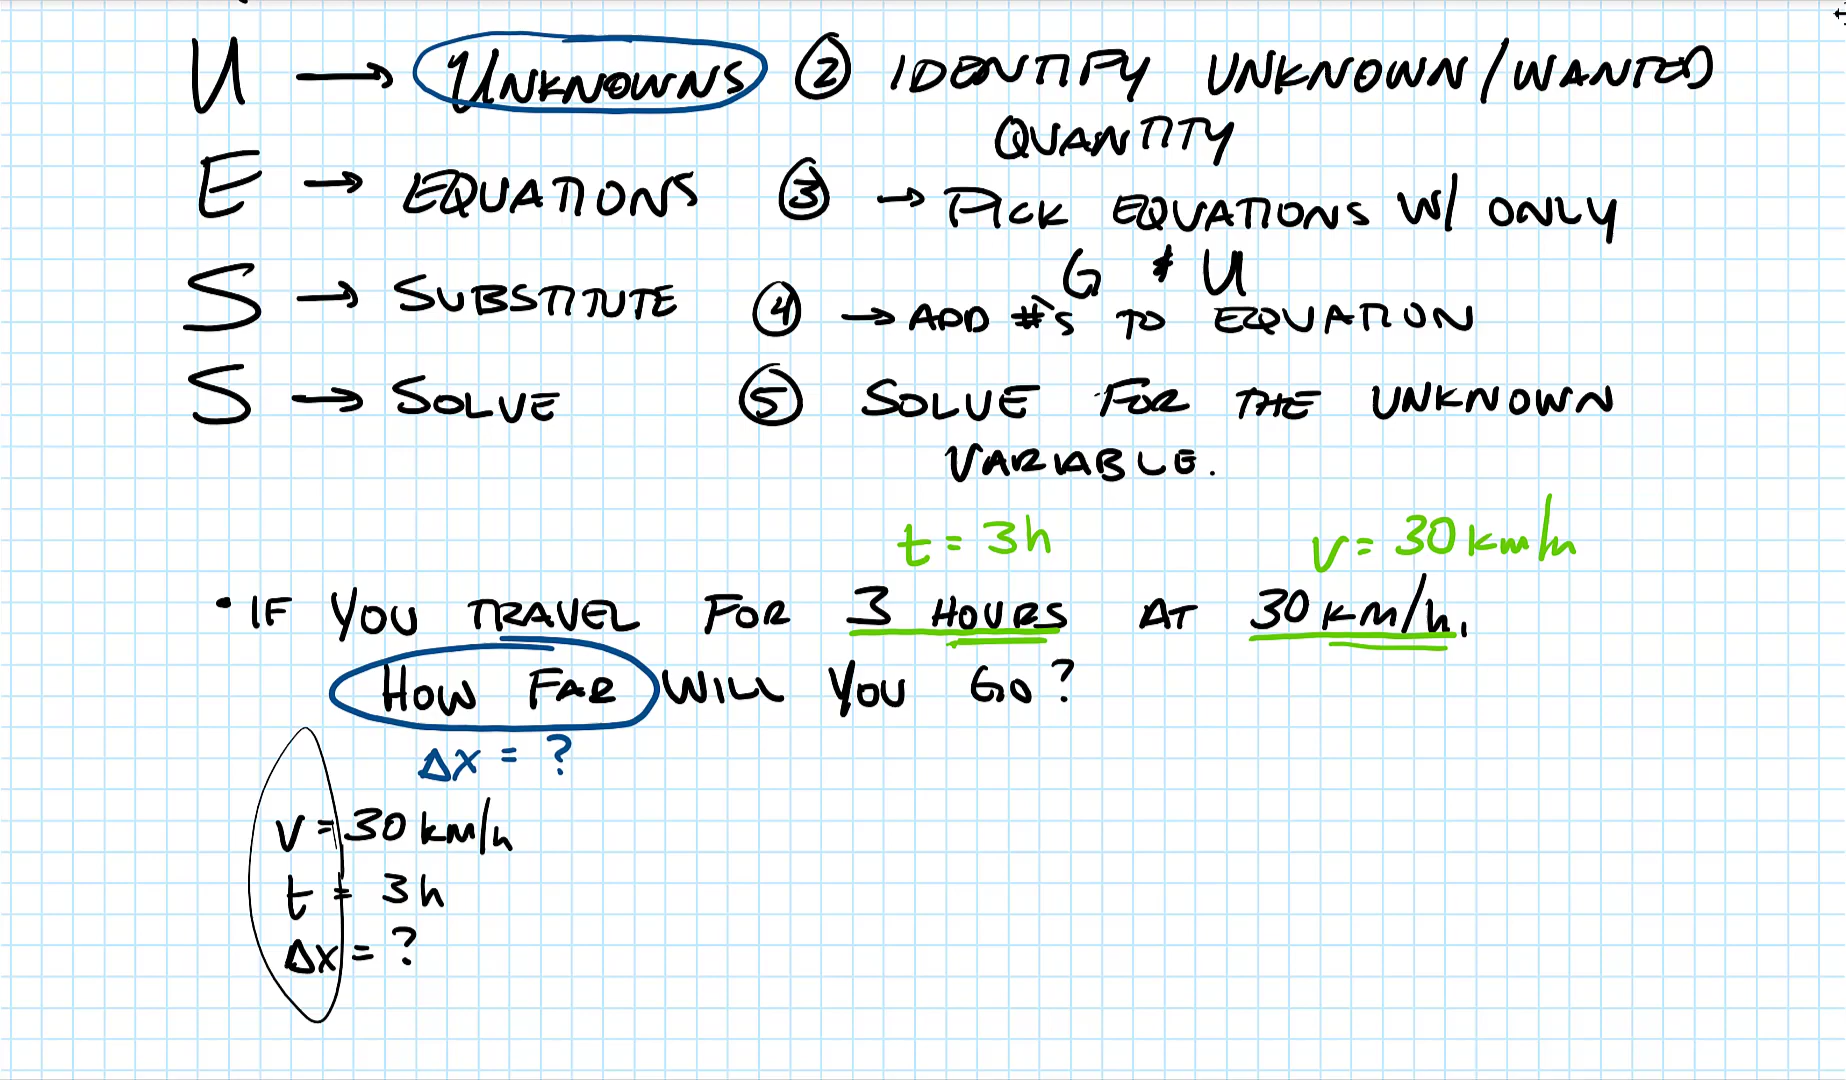 U → UNKNOWNS ② IDENTIFY UNKNOWN/WANTED
QUANTITY
E → EQUATIONS ③ → PICK EQUATIONS W/ ONLY
G & U
S → SUBSTITUTE ④ → ADD #'S TO EQUATION
S → SOLVE ⑤ SOLVE FOR THE UNKNOWN
VARIABLE.
t = 3h v = 30 km/h
• IF YOU TRAVEL FOR 3 HOURS AT 30 KM/h,
HOW FAR WILL YOU GO?
Δx = ?
v = 30 km/h
t = 3h
Δx = ?